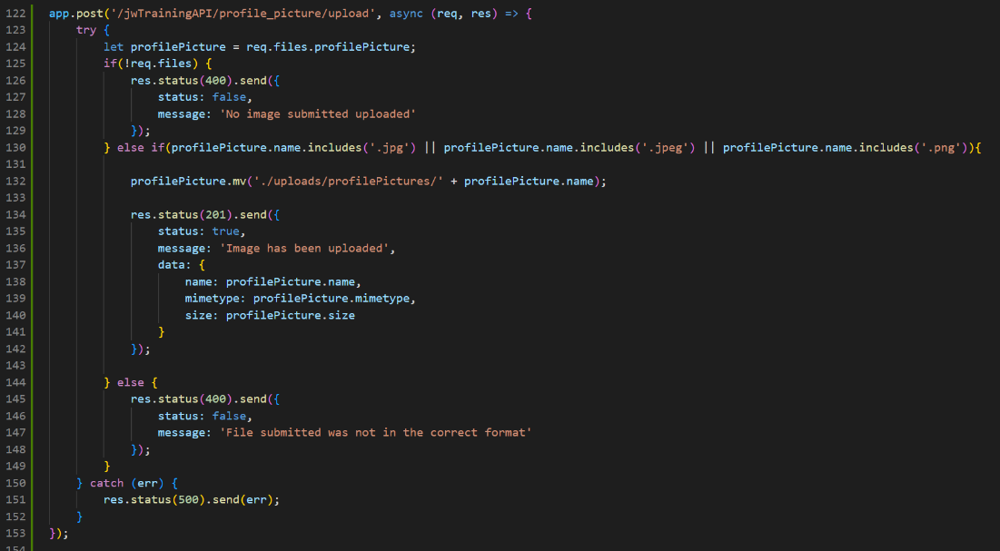 122 app.post('/jwTrainingAPI/profile_picture/upload', async (req, res) => {
123     try {
124         let profilePicture = req.files.profilePicture;
125         if(!req.files) {
126             res.status(400).send({
127                 status: false,
128                 message: 'No image submitted uploaded'
129             });
130         } else if(profilePicture.name.includes('.jpg') || profilePicture.name.includes('.jpeg') || profilePicture.name.includes('.png')){
131
132             profilePicture.mv('./uploads/profilePictures/' + profilePicture.name);
133
134             res.status(201).send({
135                 status: true,
136                 message: 'Image has been uploaded',
137                 data: {
138                     name: profilePicture.name,
139                     mimetype: profilePicture.mimetype,
140                     size: profilePicture.size
141                 }
142             });
143
144         } else {
145             res.status(400).send({
146                 status: false,
147                 message: 'File submitted was not in the correct format'
148             });
149         }
150     } catch (err) {
151         res.status(500).send(err);
152     }
153 });
154